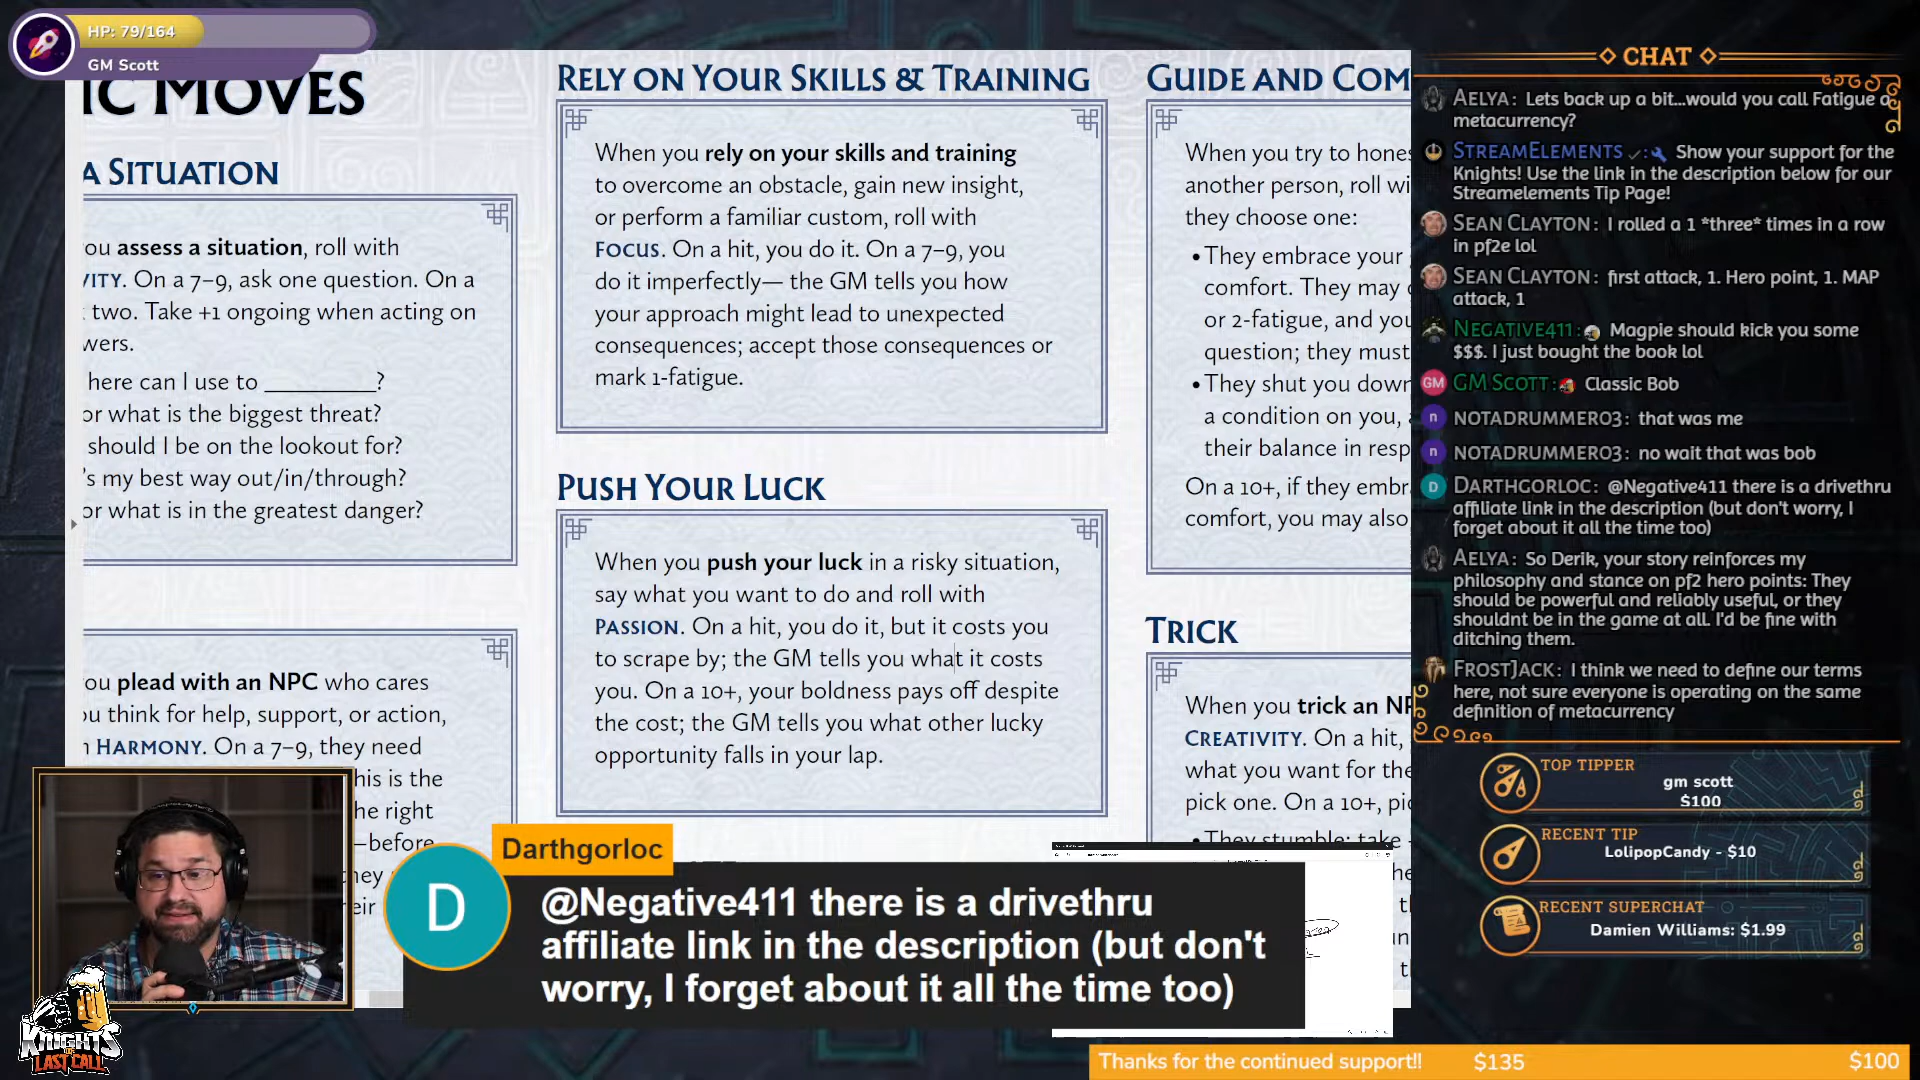 HP: 79/164
GM Scott
IC MOVES
A SITUATION
you assess a situation, roll with
VITY. On a 7–9, ask one question. On a
two. Take +1 ongoing when acting on
wers.
here can I use to _________?
or what is the biggest threat?
should I be on the lookout for?
's my best way out/in/through?
or what is in the greatest danger?
you plead with an NPC who cares
ou think for help, support, or action,
HARMONY. On a 7–9, they need
his is the
he right
—before
they
eir
RELY ON YOUR SKILLS & TRAINING
When you rely on your skills and training
to overcome an obstacle, gain new insight,
or perform a familiar custom, roll with
FOCUS. On a hit, you do it. On a 7–9, you
do it imperfectly— the GM tells you how
your approach might lead to unexpected
consequences; accept those consequences or
mark 1-fatigue.
PUSH YOUR LUCK
When you push your luck in a risky situation,
say what you want to do and roll with
PASSION. On a hit, you do it, but it costs you
to scrape by; the GM tells you what it costs
you. On a 10+, your boldness pays off despite
the cost; the GM tells you what other lucky
opportunity falls in your lap.
GUIDE AND COM
When you try to hones
another person, roll wi
they choose one:
• They embrace your
comfort. They may
or 2-fatigue, and you
question; they must
• They shut you down
a condition on you,
their balance in resp
On a 10+, if they embr
comfort, you may also
TRICK
When you trick an NP
CREATIVITY. On a hit,
what you want for the
pick one. On a 10+, pic
• They stumble; take
CHAT
AELYA: Lets back up a bit...would you call Fatigue a
metacurrency?
STREAMELEMENTS: Show your support for the
Knights! Use the link in the description below for our
Streamelements Tip Page!
SEAN CLAYTON: I rolled a 1 *three* times in a row
in pf2e lol
SEAN CLAYTON: first attack, 1. Hero point, 1. MAP
attack, 1
NEGATIVE411: Magpie should kick you some
$$$. I just bought the book lol
GM GM SCOTT: Classic Bob
n NOTADRUMMER03: that was me
n NOTADRUMMER03: no wait that was bob
D DARTHGORLOC: @Negative411 there is a drivethru
affiliate link in the description (but don't worry, I
forget about it all the time too)
AELYA: So Derik, your story reinforces my
philosophy and stance on pf2 hero points: They
should be powerful and reliably useful, or they
shouldnt be in the game at all. I'd be fine with
ditching them.
FROSTJACK: I think we need to define our terms
here, not sure everyone is operating on the same
definition of metacurrency
TOP TIPPER
gm scott
$100
RECENT TIP
LolipopCandy - $10
RECENT SUPERCHAT
Damien Williams: $1.99
Darthgorloc
D
@Negative411 there is a drivethru
affiliate link in the description (but don't
worry, I forget about it all the time too)
KNIGHTS
LAST CALL
Thanks for the continued support!! $135 $100